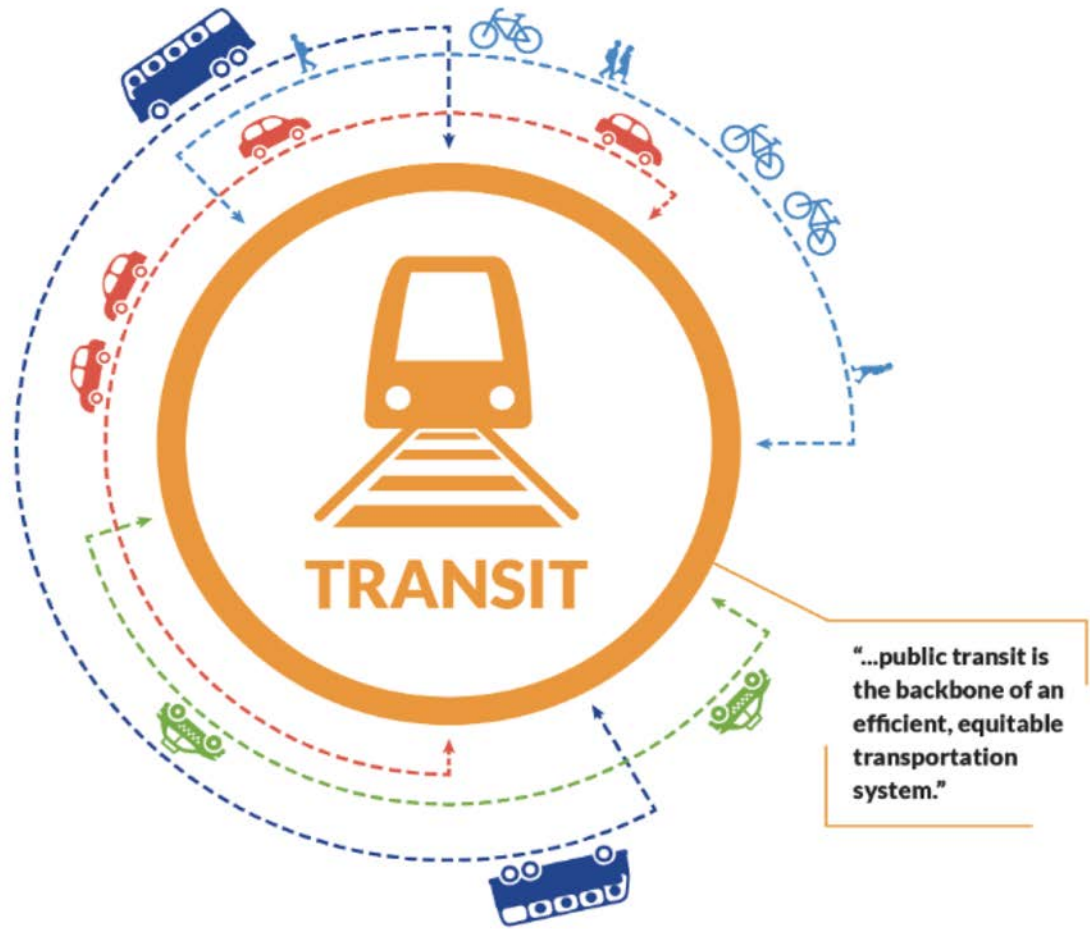 TRANSIT
“...public transit is
the backbone of an
efficient, equitable
transportation
system.”